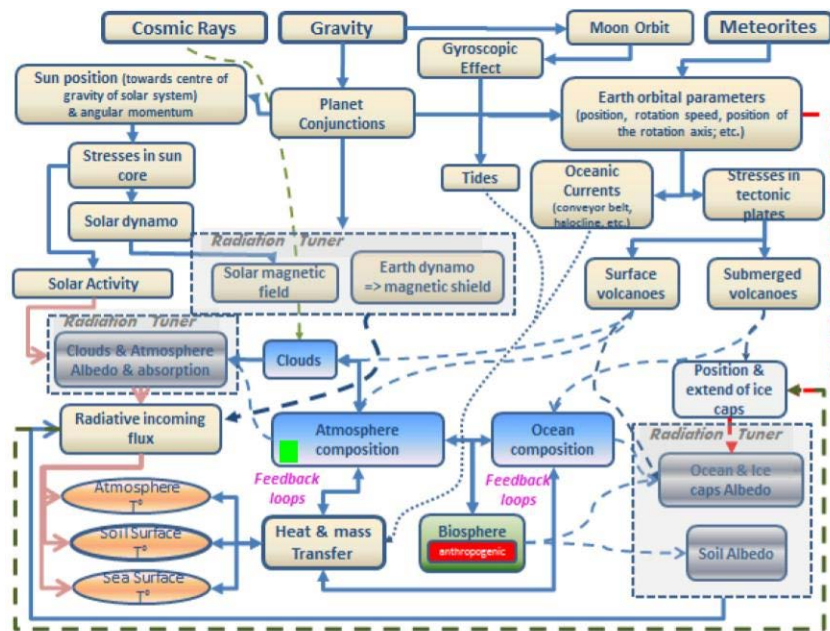 Cosmic Rays
Gravity
Moon Orbit
Meteorites
Gyroscopic
Effect
Sun position (towards centre of
gravity of solar system)
& angular momentum
Planet
Conjunctions
Earth orbital parameters
(position, rotation speed, position of
the rotation axis; etc.)
Stresses in sun
core
Tides
Oceanic
Currents
(conveyor belt,
halocline, etc.)
Stresses in
tectonic
plates
Solar dynamo
Radiation Tuner
Solar magnetic
field
Earth dynamo
=> magnetic shield
Solar Activity
Surface
volcanoes
Submerged
volcanoes
Radiation Tuner
Clouds & Atmosphere
Albedo & absorption
Clouds
Position &
extend of ice
caps
Radiative incoming
flux
Atmosphere
composition
Ocean
composition
Radiation Tuner
Feedback
loops
Feedback
loops
Ocean & Ice
caps Albedo
Atmosphere
T°
Soil Surface
T°
Sea Surface
T°
Heat & mass
Transfer
Biosphere
anthropogenic
Soil Albedo